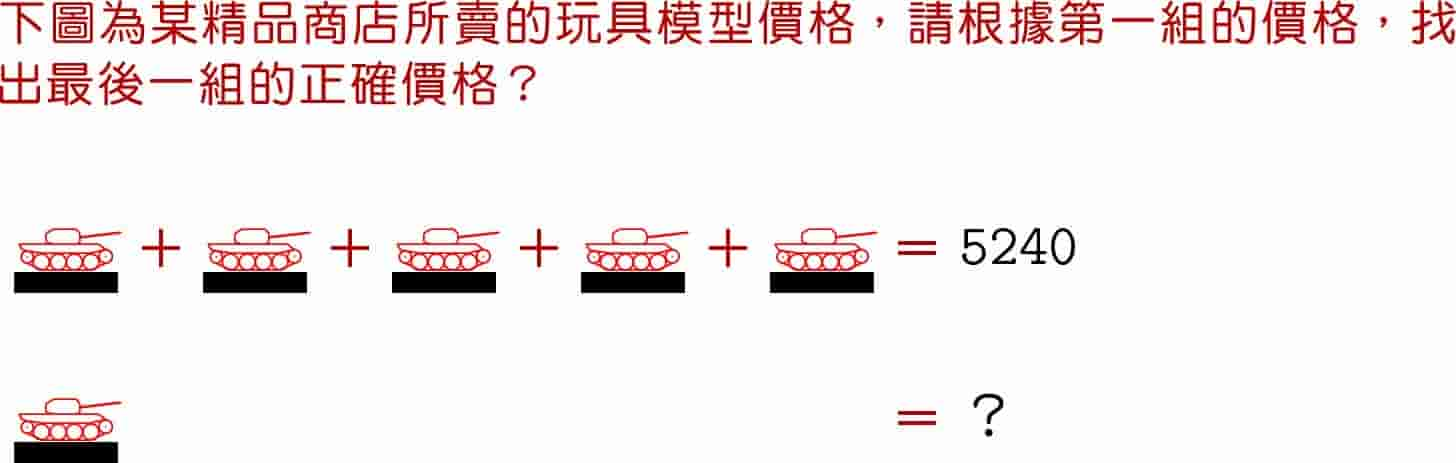 下圖為某精品商店所賣的玩具模型價格，請根據第一組的價格，找
出最後一組的正確價格？
+ + + + = 5240
= ?